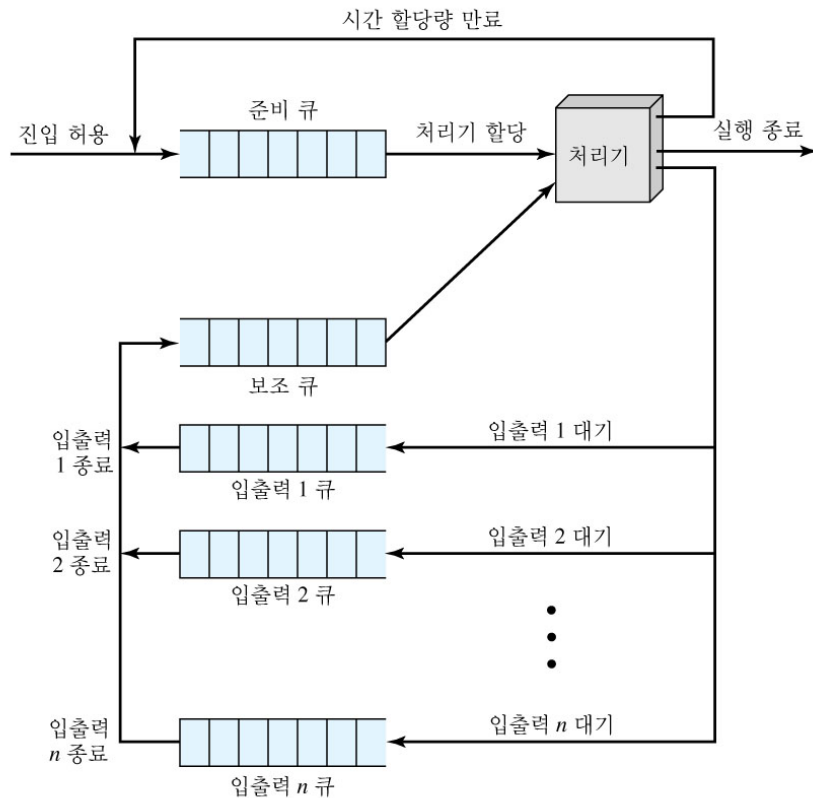 시간 할당량 만료
준비 큐
진입 허용
처리기 할당
처리기
실행 종료
보조 큐
입출력
1 종료
입출력 1 대기
입출력 1 큐
입출력
2 종료
입출력 2 대기
입출력 2 큐
입출력
n 종료
입출력 n 대기
입출력 n 큐